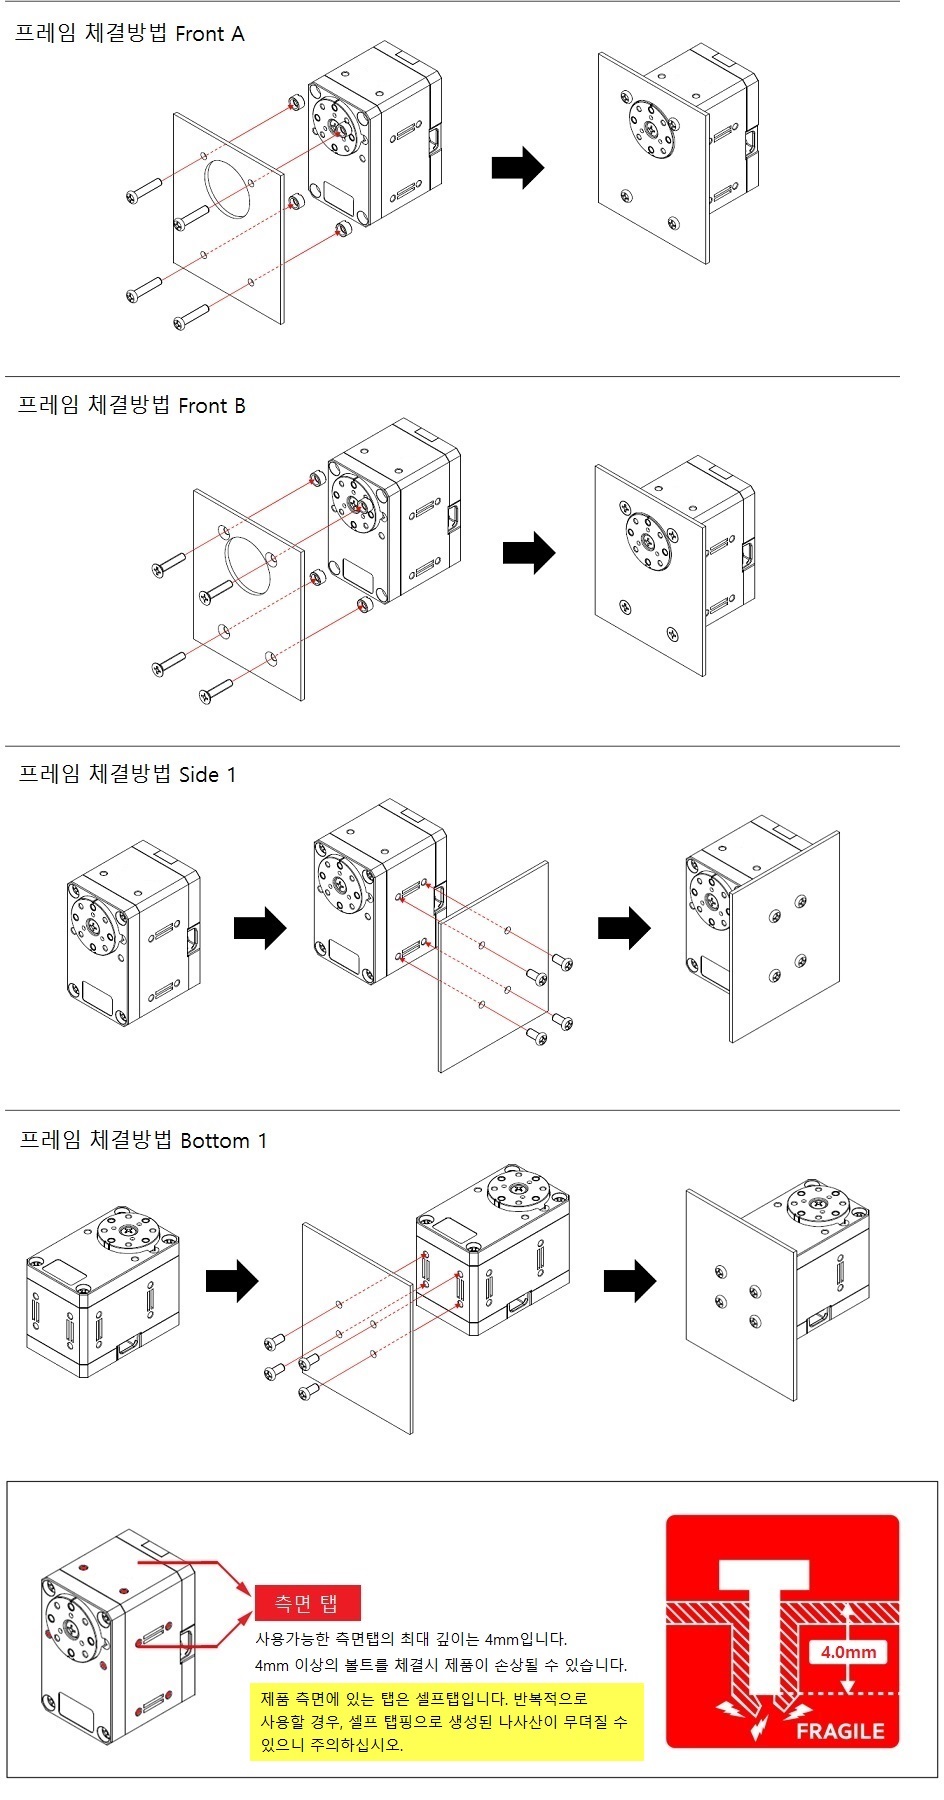 프레임 체결방법 Front A
프레임 체결방법 Front B
프레임 체결방법 Side 1
프레임 체결방법 Bottom 1
측면 탭
사용가능한 측면탭의 최대 깊이는 4mm입니다.
4mm 이상의 볼트를 체결시 제품이 손상될 수 있습니다.
제품 측면에 있는 탭은 셀프탭입니다. 반복적으로
사용할 경우, 셀프 탭핑으로 생성된 나사산이 무뎌질 수
있으니 주의하십시오.
4.0mm
FRAGILE